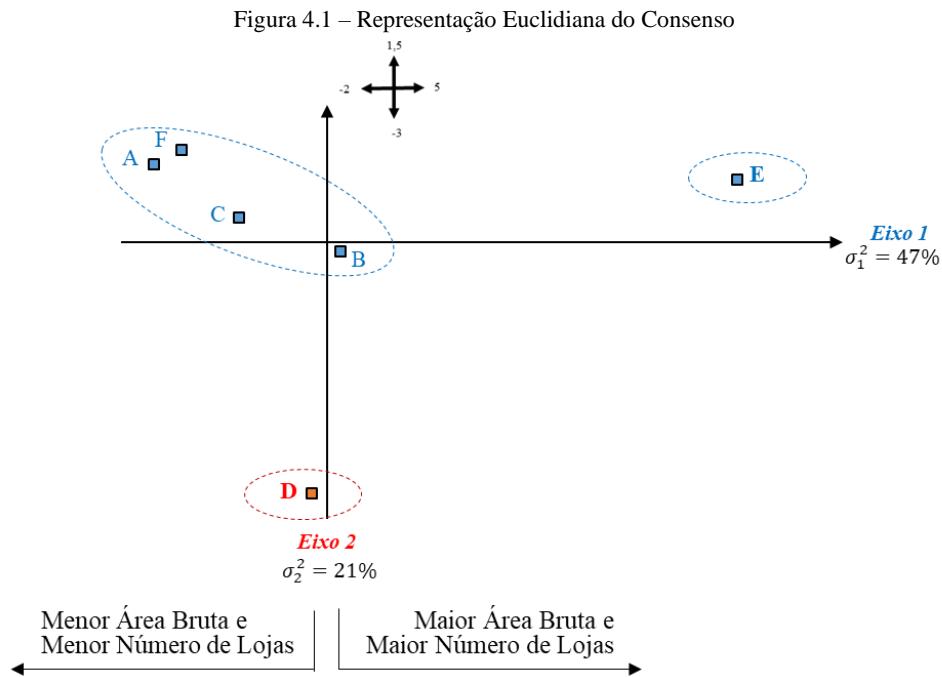 Figura 4.1 – Representação Euclidiana do Consenso
1,5
-2
5
-3
F
A
E
C
B
Eixo 1
σ₁² = 47%
D
Eixo 2
σ₂² = 21%
Menor Área Bruta e
Menor Número de Lojas
Maior Área Bruta e
Maior Número de Lojas